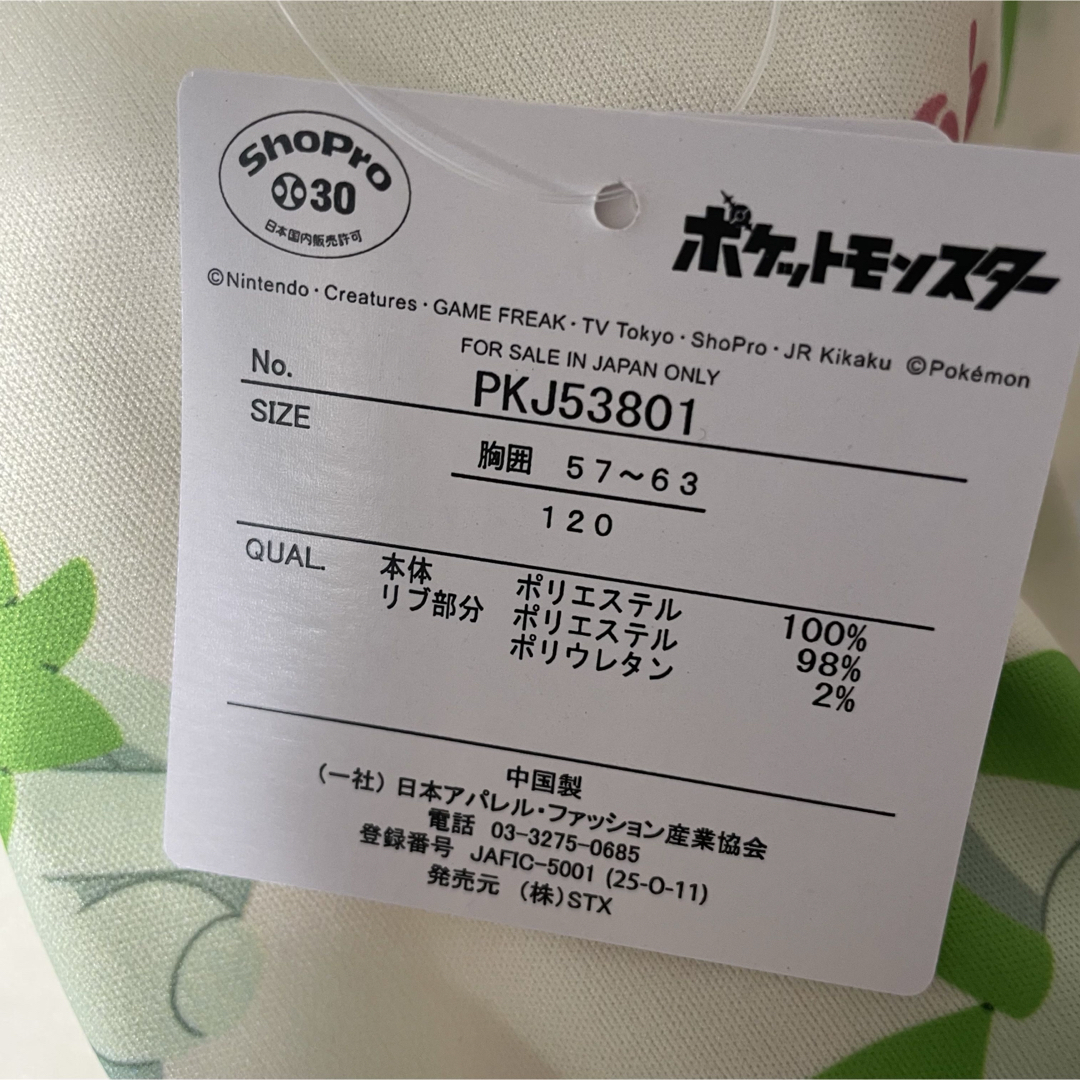 ShoPro
30
日本国内販売許可
ポケットモンスター
©Nintendo・Creatures・GAME FREAK・TV Tokyo・ShoPro・JR Kikaku ©Pokémon
FOR SALE IN JAPAN ONLY
No. PKJ53801
SIZE
胸囲 57～63
120
QUAL. 本体 ポリエステル 100%
リブ部分 ポリエステル 98%
ポリウレタン 2%
中国製
（一社）日本アパレル・ファッション産業協会
電話 03-3275-0685
登録番号 JAFIC-5001 (25-O-11)
発売元 （株）STX